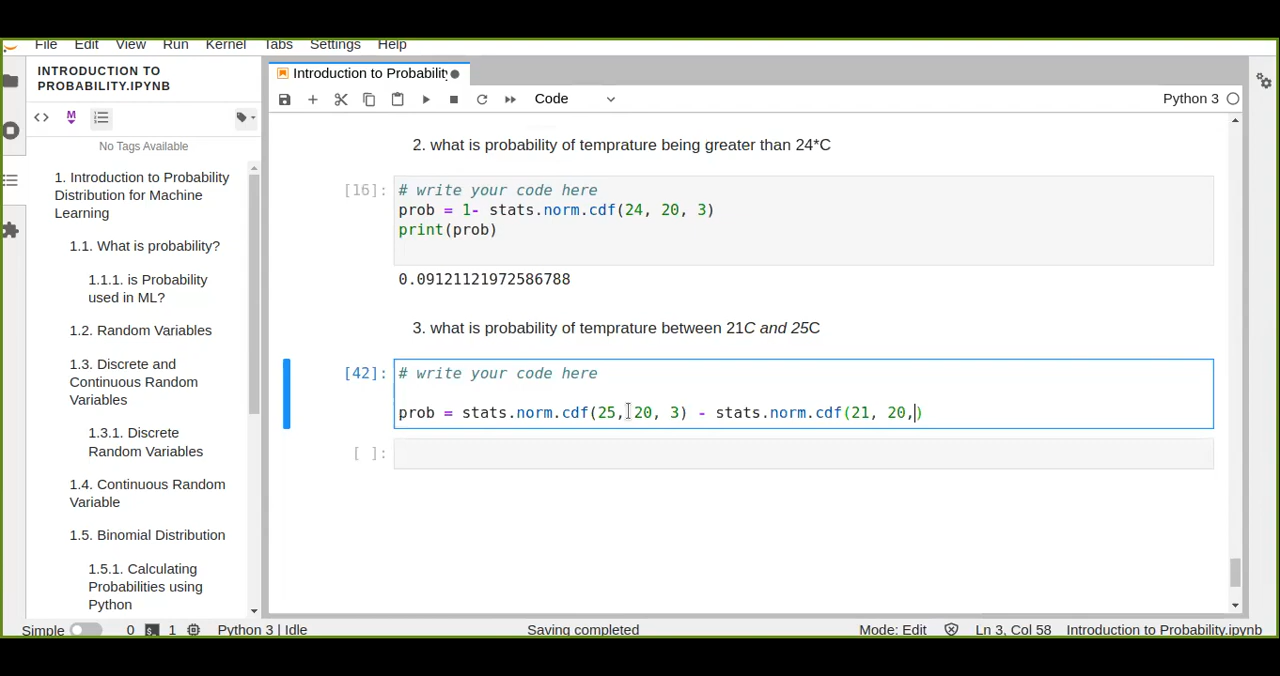 File Edit View Run Kernel Tabs Settings Help
INTRODUCTION TO
PROBABILITY.IPYNB
No Tags Available
1. Introduction to Probability
Distribution for Machine
Learning
1.1. What is probability?
1.1.1. is Probability
used in ML?
1.2. Random Variables
1.3. Discrete and
Continuous Random
Variables
1.3.1. Discrete
Random Variables
1.4. Continuous Random
Variable
1.5. Binomial Distribution
1.5.1. Calculating
Probabilities using
Python
Introduction to Probability
Code
Python 3
2. what is probability of temprature being greater than 24*C
[16]:
# write your code here
prob = 1- stats.norm.cdf(24, 20, 3)
print(prob)
0.09121121972586788
3. what is probability of temprature between 21C and 25C
[42]:
# write your code here
prob = stats.norm.cdf(25, 20, 3) - stats.norm.cdf(21, 20,)
[ ]:
Simple 0 1 Python 3 | Idle Saving completed Mode: Edit Ln 3, Col 58 Introduction to Probability.ipynb